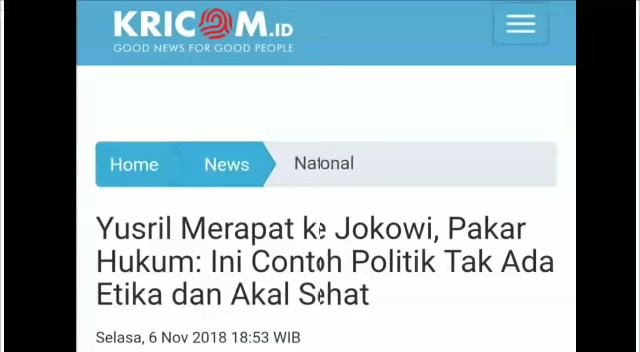 KRICOM.ID
GOOD NEWS FOR GOOD PEOPLE
Home News National
Yusril Merapat ke Jokowi, Pakar
Hukum: Ini Contoh Politik Tak Ada
Etika dan Akal Sehat
Selasa, 6 Nov 2018 18:53 WIB